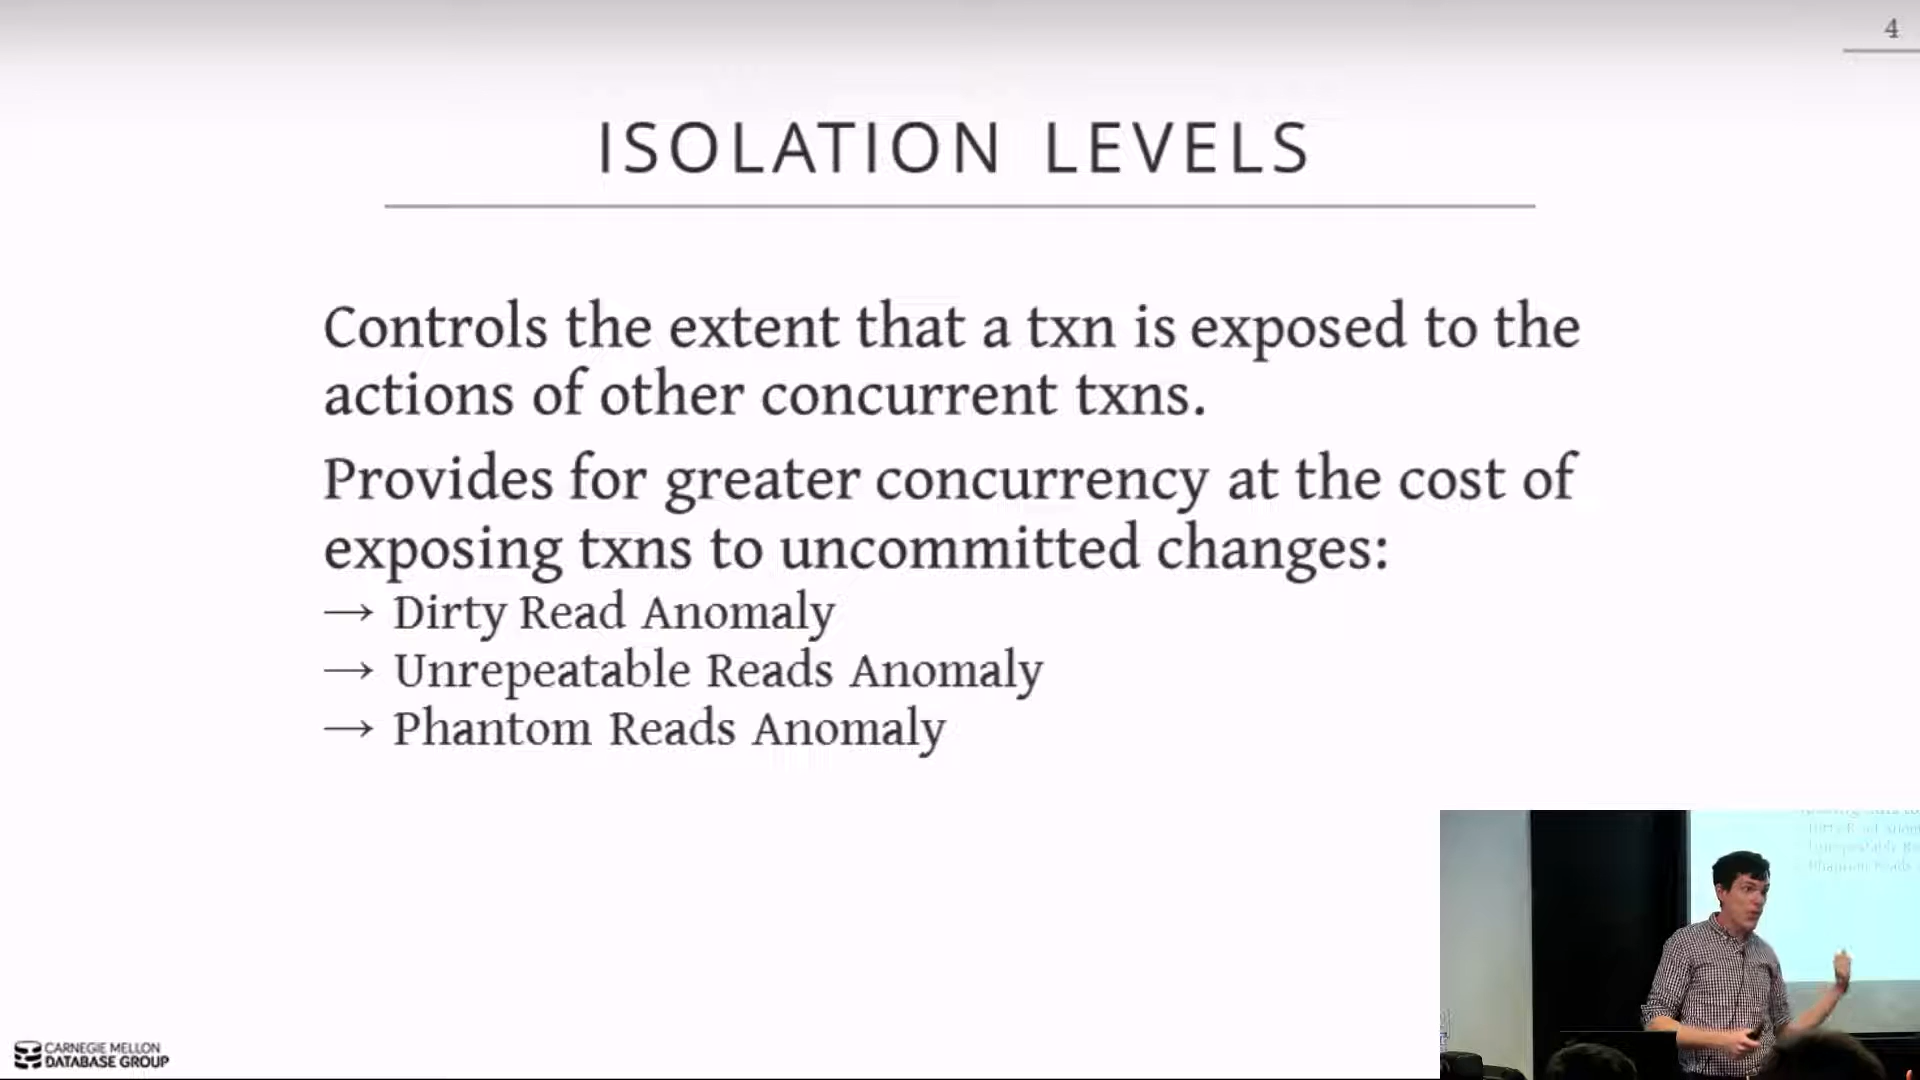 4
ISOLATION LEVELS
Controls the extent that a txn is exposed to the
actions of other concurrent txns.
Provides for greater concurrency at the cost of
exposing txns to uncommitted changes:
→ Dirty Read Anomaly
→ Unrepeatable Reads Anomaly
→ Phantom Reads Anomaly
CARNEGIE MELLON
DATABASE GROUP